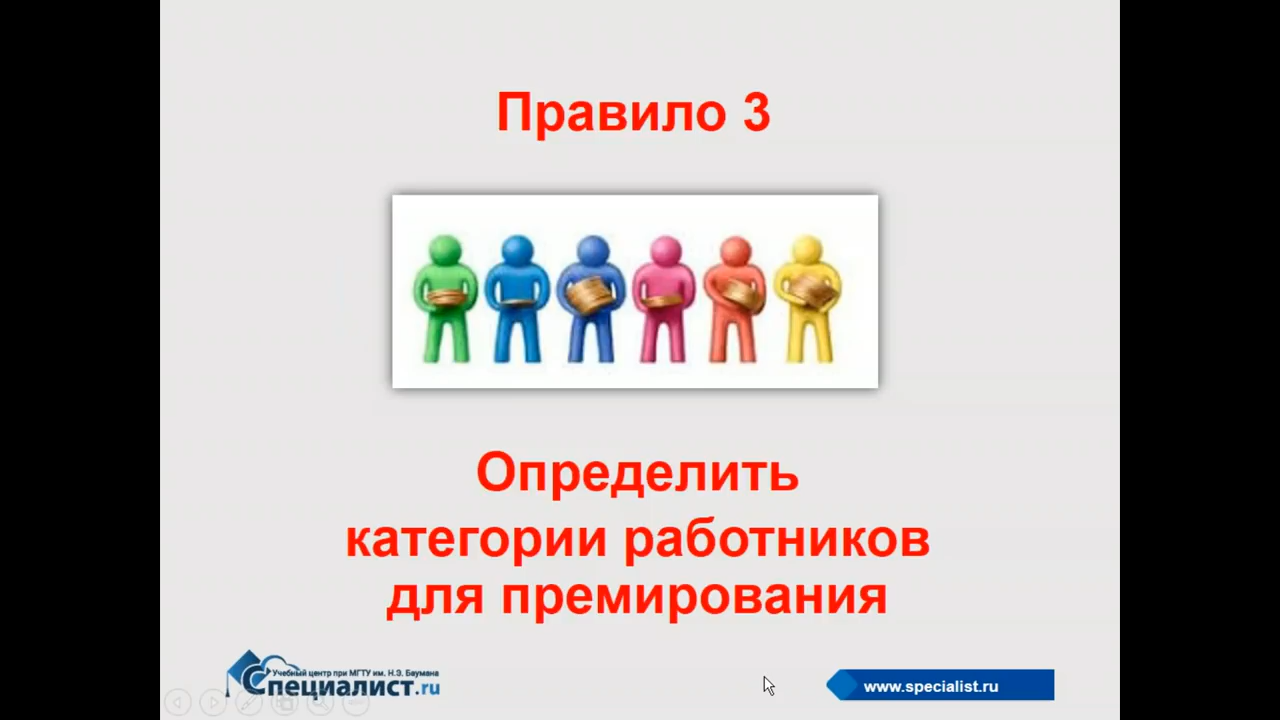 Правило 3
Определить
категории работников
для премирования
Учебный центр при МГТУ им. Н.Э. Баумана
Специалист.ru
www.specialist.ru